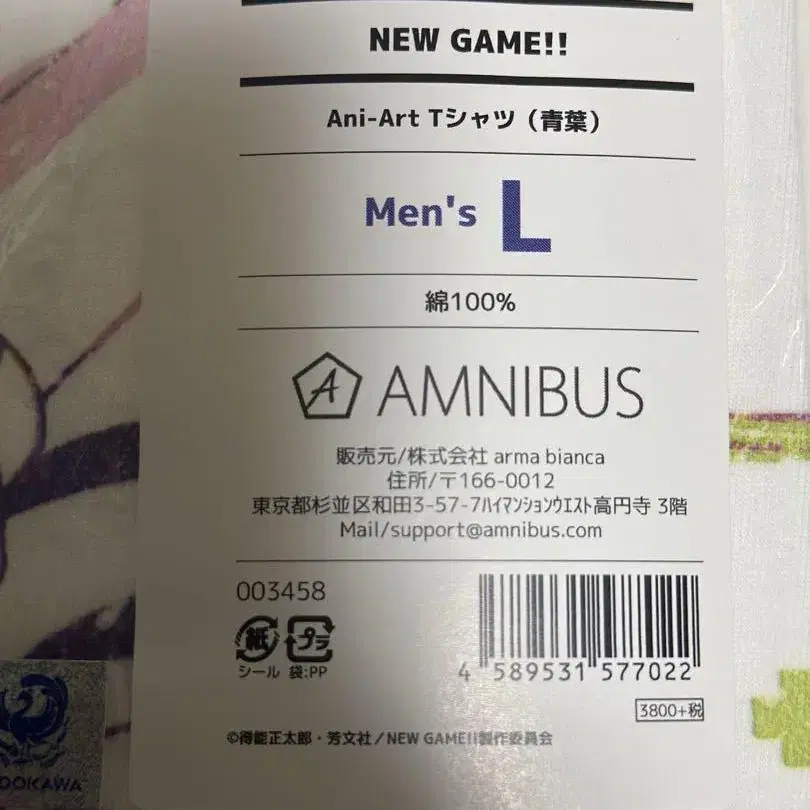 NEW GAME!!
Ani-Art Tシャツ（青葉）
Men's L
綿100%
A AMNIBUS
販売元/株式会社 arma bianca
住所/〒166-0012
東京都杉並区和田3-57-7ﾊｲﾏﾝｼｮﾝｳｴｽﾄ高円寺 3階
Mail/support@amnibus.com
003458
紙 プラ
シール 袋:PP
4 589531 577022
3800+税
©得能正太郎・芳文社／NEW GAME!!製作委員会
DOKAWA